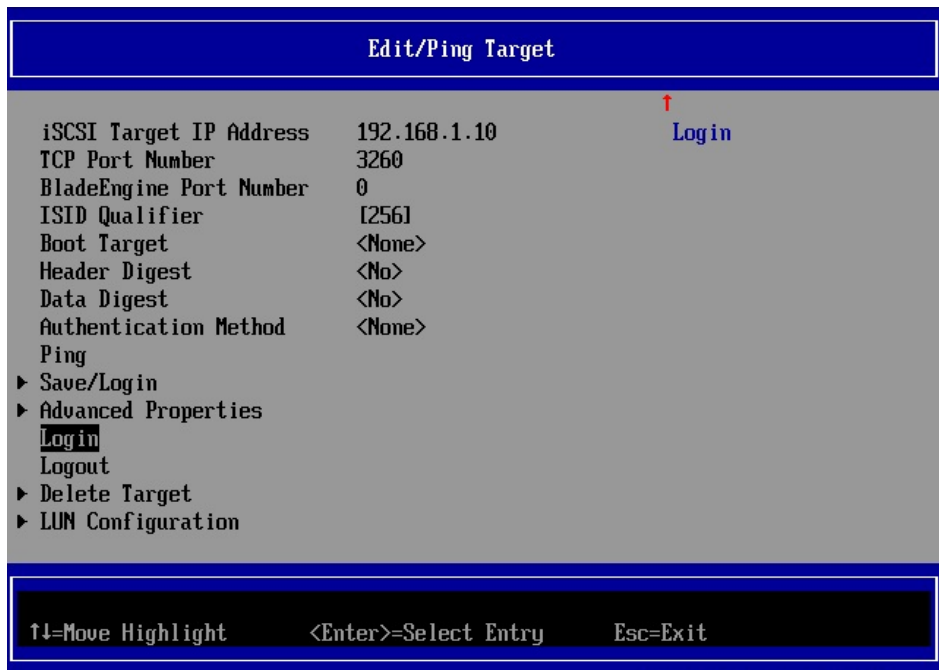 Edit/Ping Target
↑
iSCSI Target IP Address 192.168.1.10 Login
TCP Port Number 3260
BladeEngine Port Number 0
ISID Qualifier [256]
Boot Target <None>
Header Digest <No>
Data Digest <No>
Authentication Method <None>
Ping
▶ Save/Login
▶ Advanced Properties
Login
Logout
▶ Delete Target
▶ LUN Configuration
↑↓=Move Highlight <Enter>=Select Entry Esc=Exit